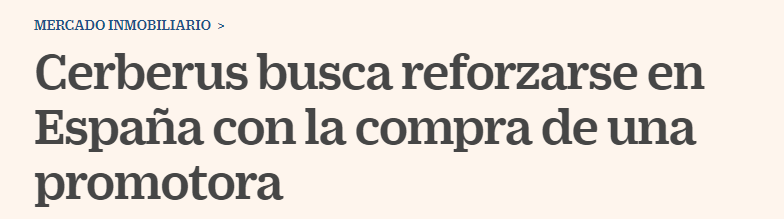 MERCADO INMOBILIARIO >
Cerberus busca reforzarse en
España con la compra de una
promotora